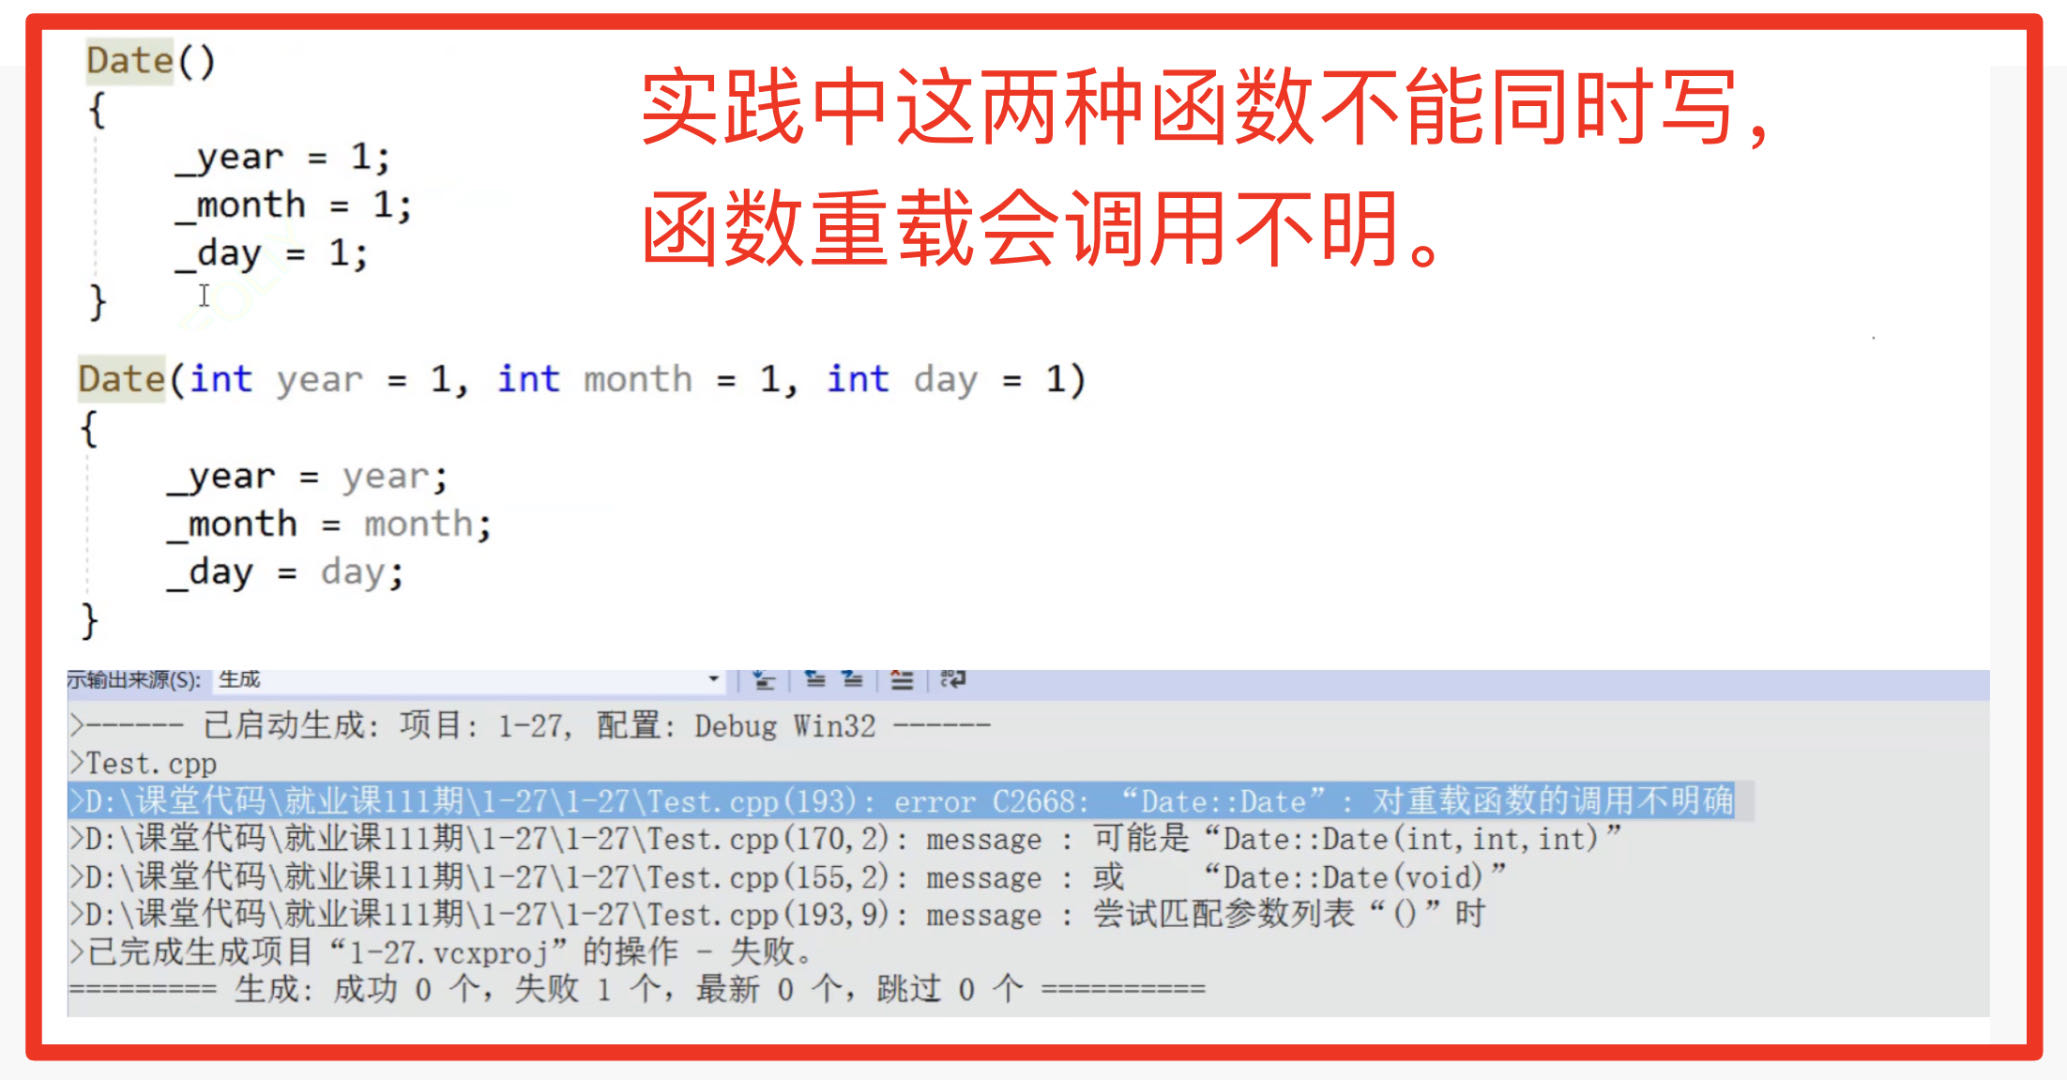 Date()
{
_year = 1;
_month = 1;
_day = 1;
}
实践中这两种函数不能同时写，
函数重载会调用不明。
Date(int year = 1, int month = 1, int day = 1)
{
_year = year;
_month = month;
_day = day;
}
示输出来源(S): 生成
>------ 已启动生成: 项目: 1-27, 配置: Debug Win32 ------
>Test.cpp
>D:\课堂代码\就业课111期\1-27\1-27\Test.cpp(193): error C2668: “Date::Date”: 对重载函数的调用不明确
>D:\课堂代码\就业课111期\1-27\1-27\Test.cpp(170,2): message : 可能是“Date::Date(int,int,int)”
>D:\课堂代码\就业课111期\1-27\1-27\Test.cpp(155,2): message : 或 “Date::Date(void)”
>D:\课堂代码\就业课111期\1-27\1-27\Test.cpp(193,9): message : 尝试匹配参数列表“()”时
>已完成生成项目“1-27.vcxproj”的操作 - 失败。
========= 生成: 成功 0 个，失败 1 个，最新 0 个，跳过 0 个 ==========